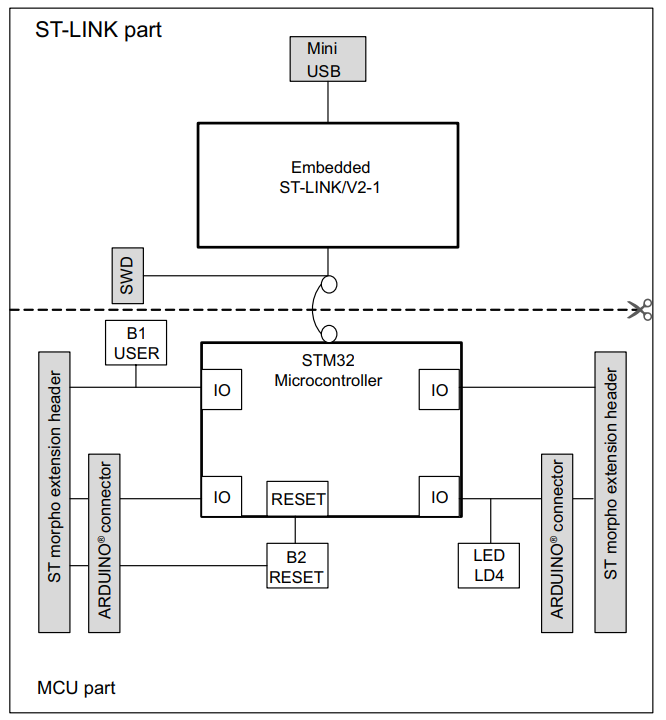 ST-LINK part
Mini
USB
Embedded
ST-LINK/V2-1
SWD
B1
USER
STM32
Microcontroller
IO
IO
ST morpho extension header
ST morpho extension header
ARDUINO® connector
ARDUINO® connector
IO
RESET
IO
B2
RESET
LED
LD4
MCU part